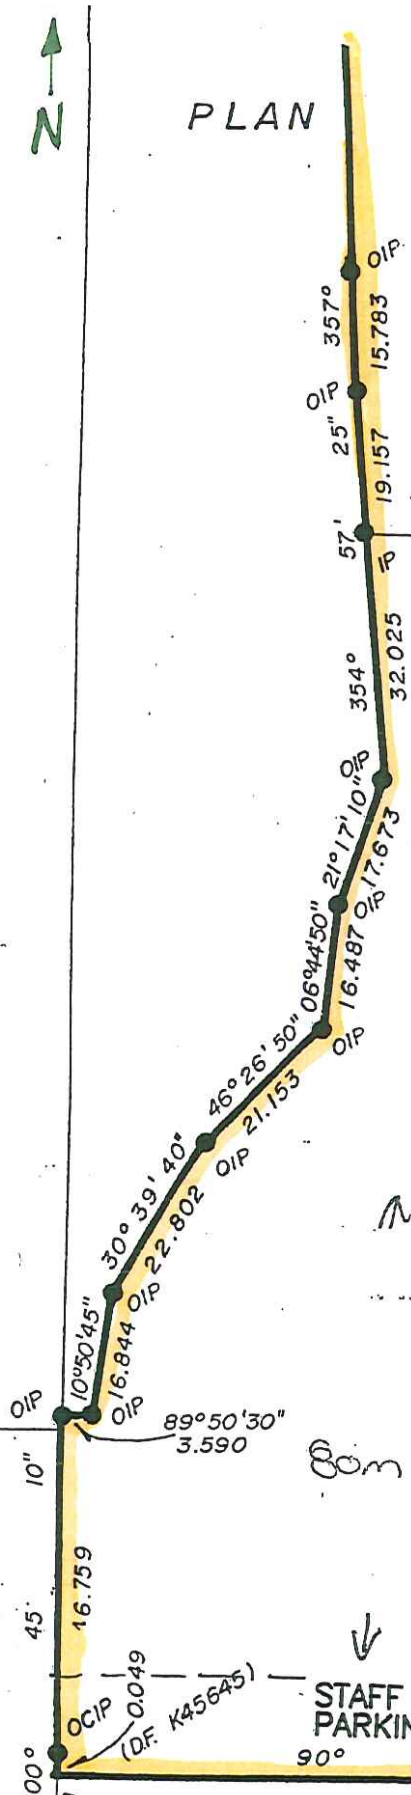 N
PLAN
OIP
357°
15.783
OIP
25"
19.157
57'
IP
354°
32.025
OIP
21°17'10"
17.673
OIP
06°44'50"
16.487
OIP
46°26'50"
21.153
OIP
30°39'40"
22.802
OIP
10°50'45"
16.844
OIP
OIP
89°50'30"
3.590
10"
80m
45'
46.759
OCIP
0.049
(D.F. K45645)
STAFF
PARKIN
00°
90°